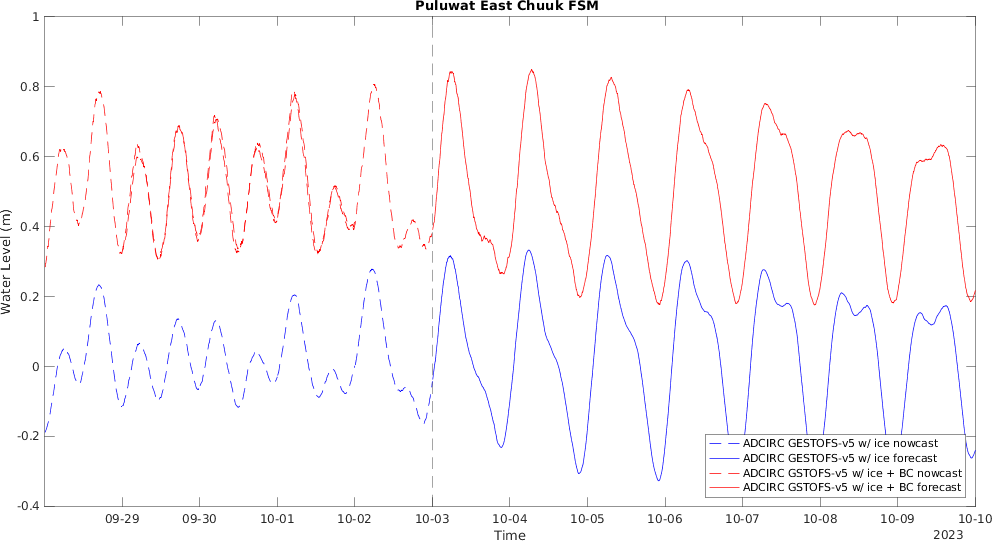 Puluwat East Chuuk FSM
Water Level (m)
1
0.8
0.6
0.4
0.2
0
-0.2
-0.4
ADCIRC GESTOFS-v5 w/ ice nowcast
ADCIRC GESTOFS-v5 w/ ice forecast
ADCIRC GSTOFS-v5 w/ ice + BC nowcast
ADCIRC GSTOFS-v5 w/ ice + BC forecast
09-29 09-30 10-01 10-02 10-03 10-04 10-05 10-06 10-07 10-08 10-09 10-10
Time
2023